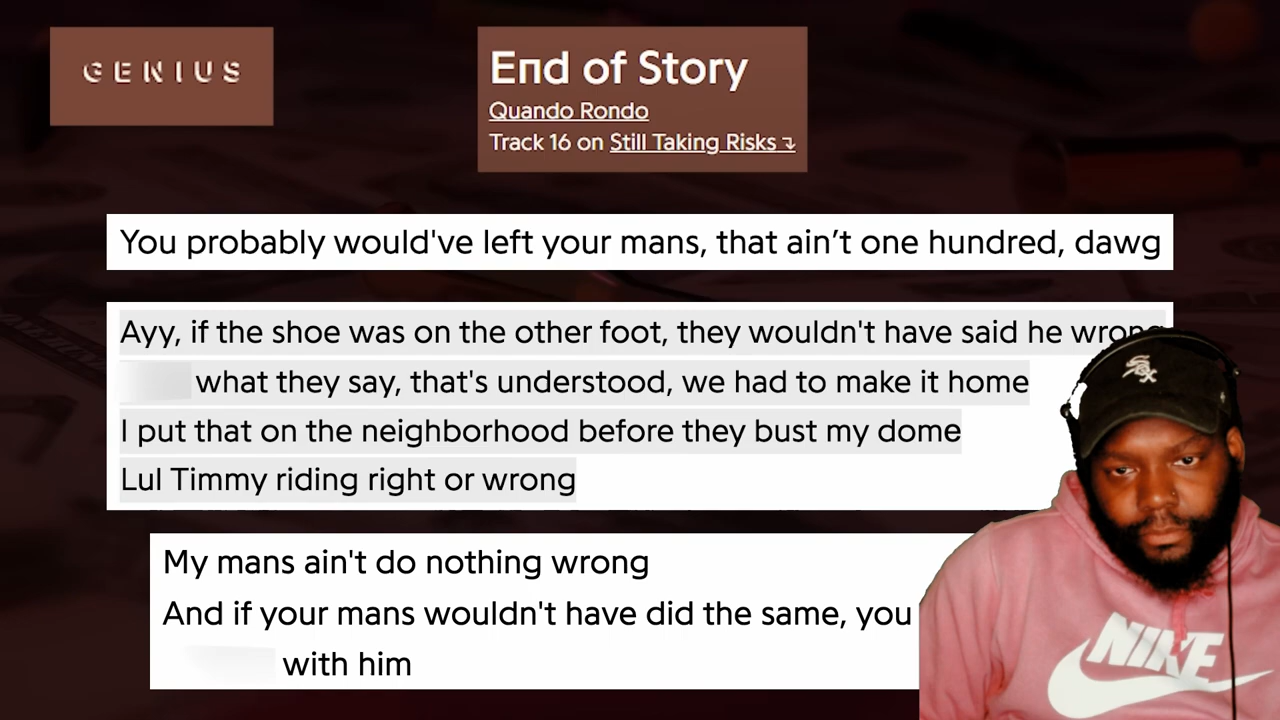 GENIUS
End of Story
Quando Rondo
Track 16 on Still Taking Risks
You probably would've left your mans, that ain't one hundred, dawg
Ayy, if the shoe was on the other foot, they wouldn't have said he wrong
what they say, that's understood, we had to make it home
I put that on the neighborhood before they bust my dome
Lul Timmy riding right or wrong
My mans ain't do nothing wrong
And if your mans wouldn't have did the same, you
with him
Sox
NIKE